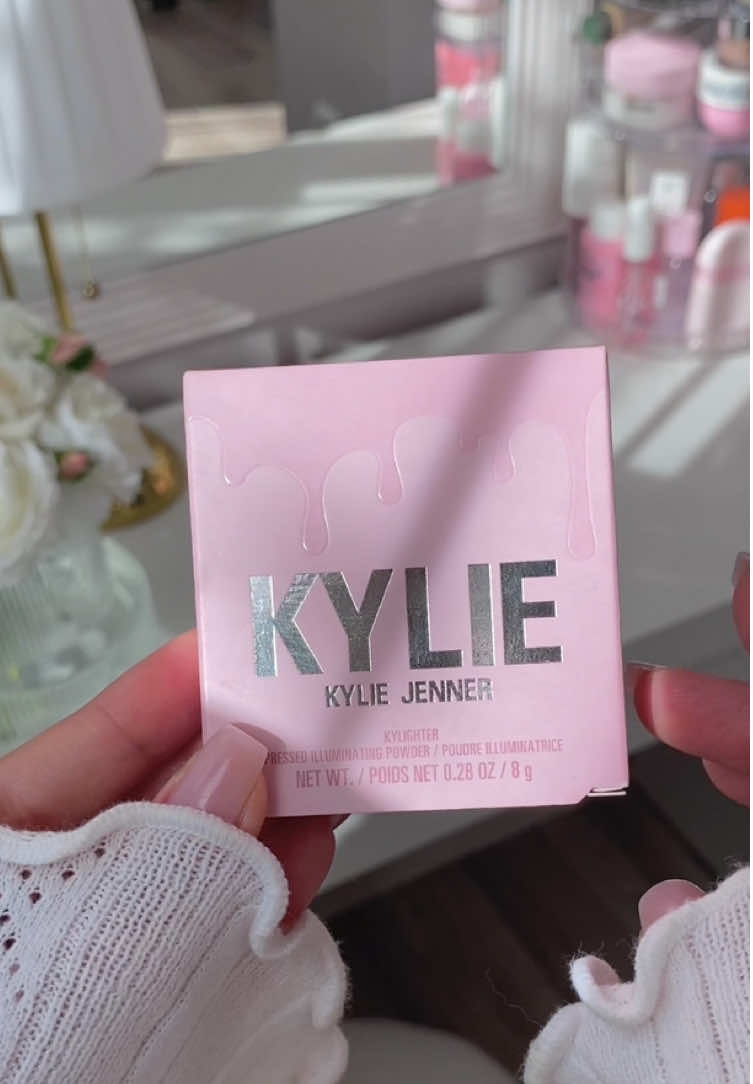 KYLIE
KYLIE JENNER
KYLIGHTER
PRESSED ILLUMINATING POWDER / POUDRE ILLUMINATRICE
NET WT. / POIDS NET 0.28 OZ / 8 g